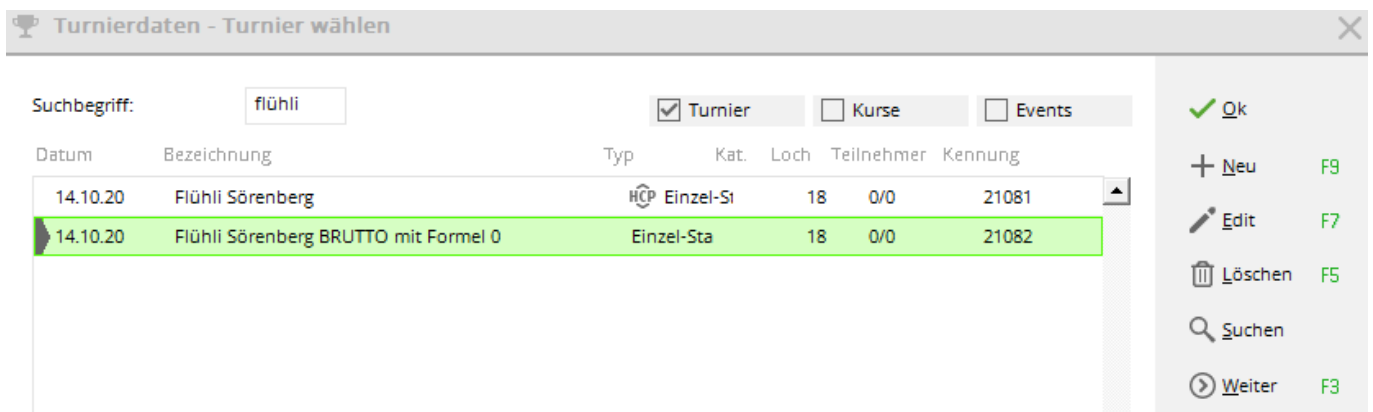 Turnierdaten - Turnier wählen
Suchbegriff: flühli Turnier Kurse Events
Datum Bezeichnung Typ Kat. Loch Teilnehmer Kennung
14.10.20 Flühli Sörenberg HCP Einzel-St 18 0/0 21081
14.10.20 Flühli Sörenberg BRUTTO mit Formel 0 Einzel-Sta 18 0/0 21082
Ok
Neu F9
Edit F7
Löschen F5
Suchen
Weiter F3